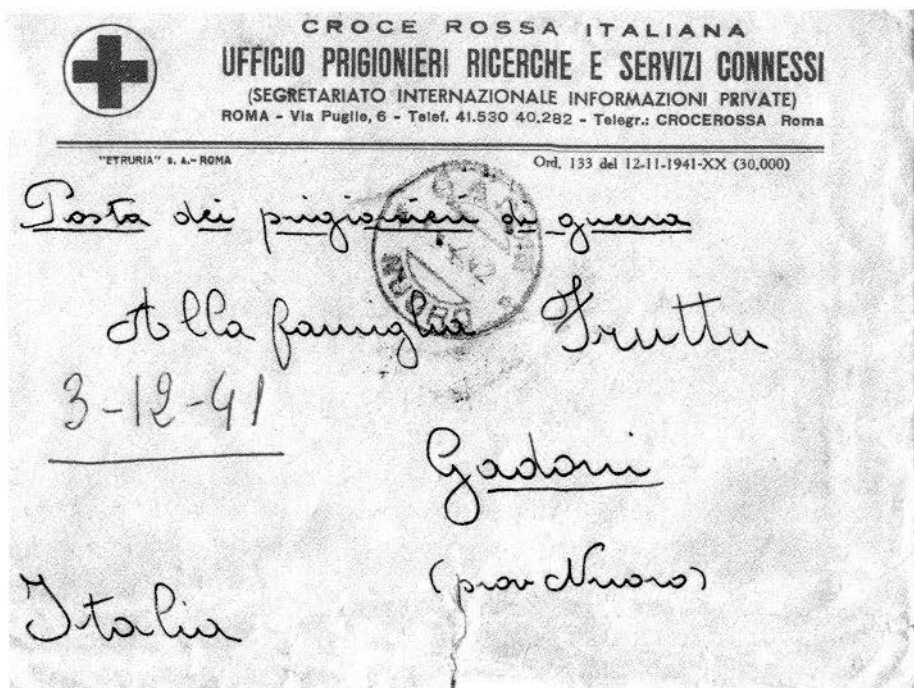 CROCE ROSSA ITALIANA
UFFICIO PRIGIONIERI RICERCHE E SERVIZI CONNESSI
(SEGRETARIATO INTERNAZIONALE INFORMAZIONI PRIVATE)
ROMA - Via Puglie, 6 - Telef. 41.530 40.282 - Telegr.: CROCEROSSA Roma
"ETRURIA" S. A. - ROMA Ord. 133 del 12-11-1941-XX (30,000)
Posta dei prigionieri di guerra
Alla famiglia Truttu
3-12-41
Gadoni
(prov Nuoro)
Italia
NUORO